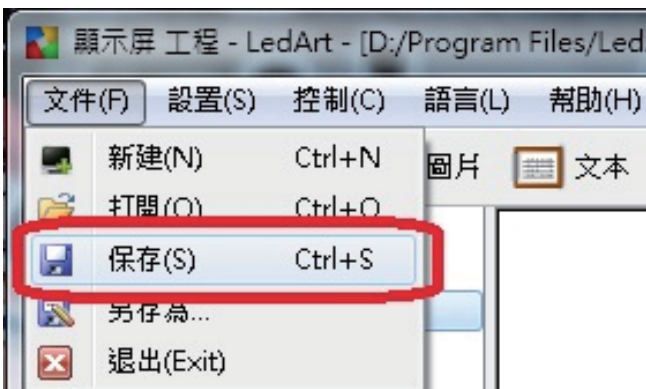 顯示屏 工程 - LedArt - [D:/Program Files/Led
文件(F) 設置(S) 控制(C) 語言(L) 幫助(H)
新建(N) Ctrl+N 圖片 文本
打開(O) Ctrl+O
保存(S) Ctrl+S
另存為...
退出(Exit)